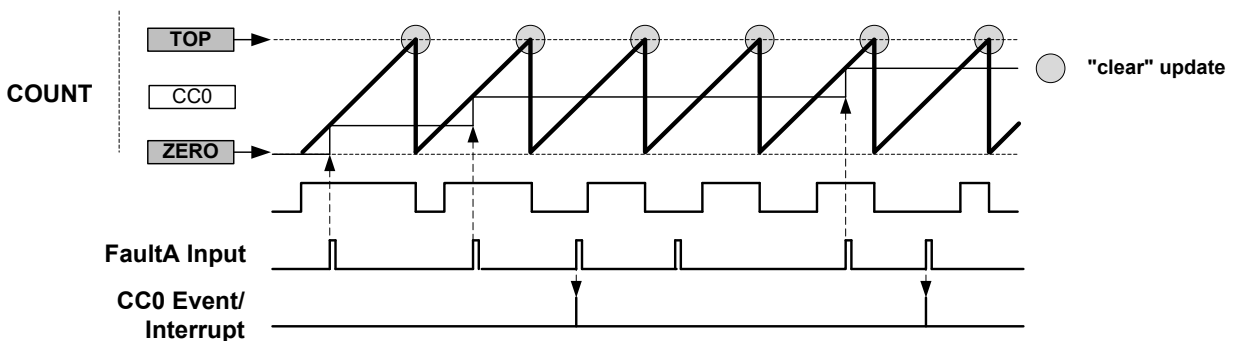 TOP
"clear" update
COUNT
CC0
ZERO
FaultA Input
CC0 Event/
Interrupt